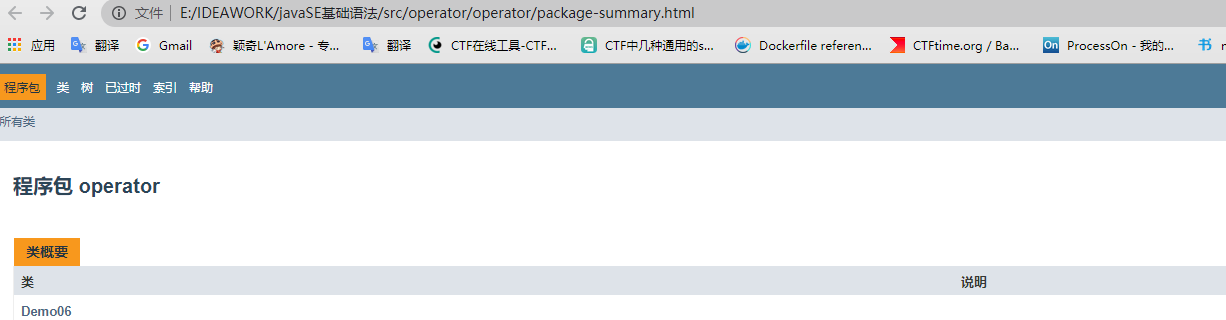 文件 E:/IDEAWORK/javaSE基础语法/src/operator/operator/package-summary.html
应用 翻译 Gmail 颖奇L'Amore - 专... 翻译 CTF在线工具-CTF... CTF中几种通用的s... Dockerfile referen... CTFtime.org / Ba... On ProcessOn - 我的... 书
程序包 类 树 已过时 索引 帮助
所有类
程序包 operator
类概要
类 说明
Demo06